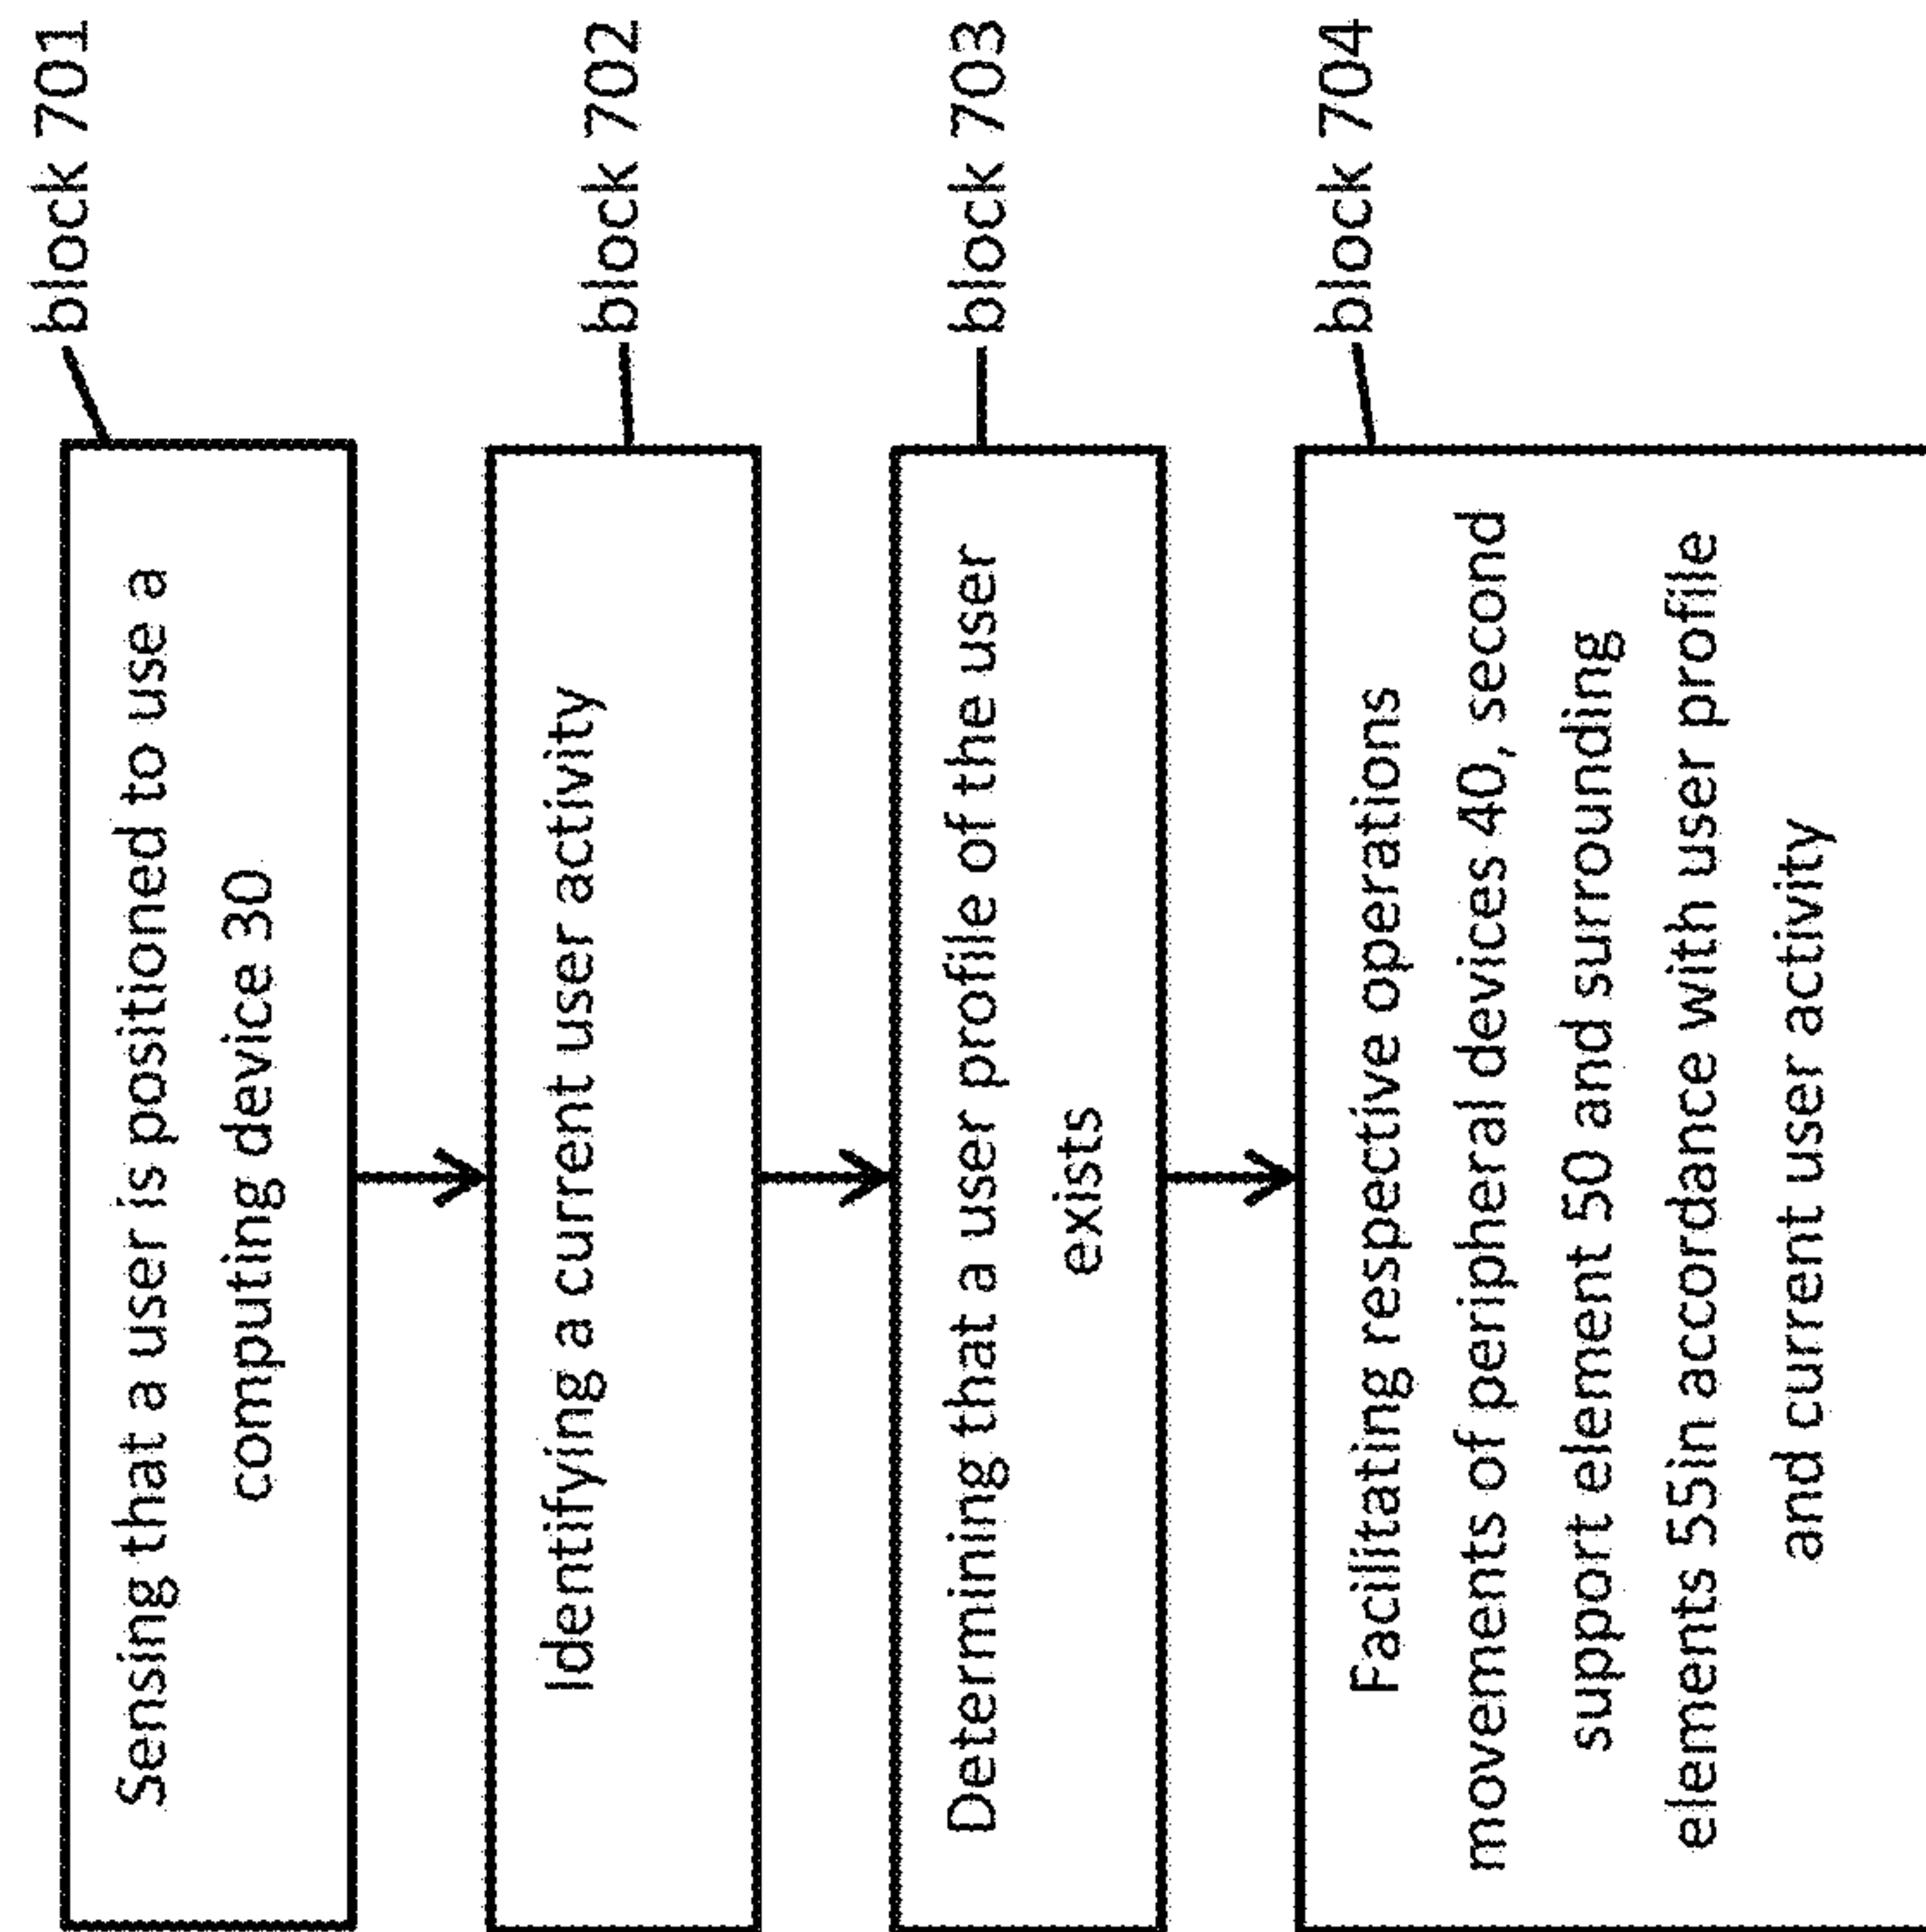 Sensing that a user is positioned to use a
computing device 30
block 701
Identifying a current user activity
block 702
Determining that a user profile of the user
exists
block 703
Facilitating respective operations
movements of peripheral devices 40, second
support element 50 and surrounding
elements 55in accordance with user profile
and current user activity
block 704